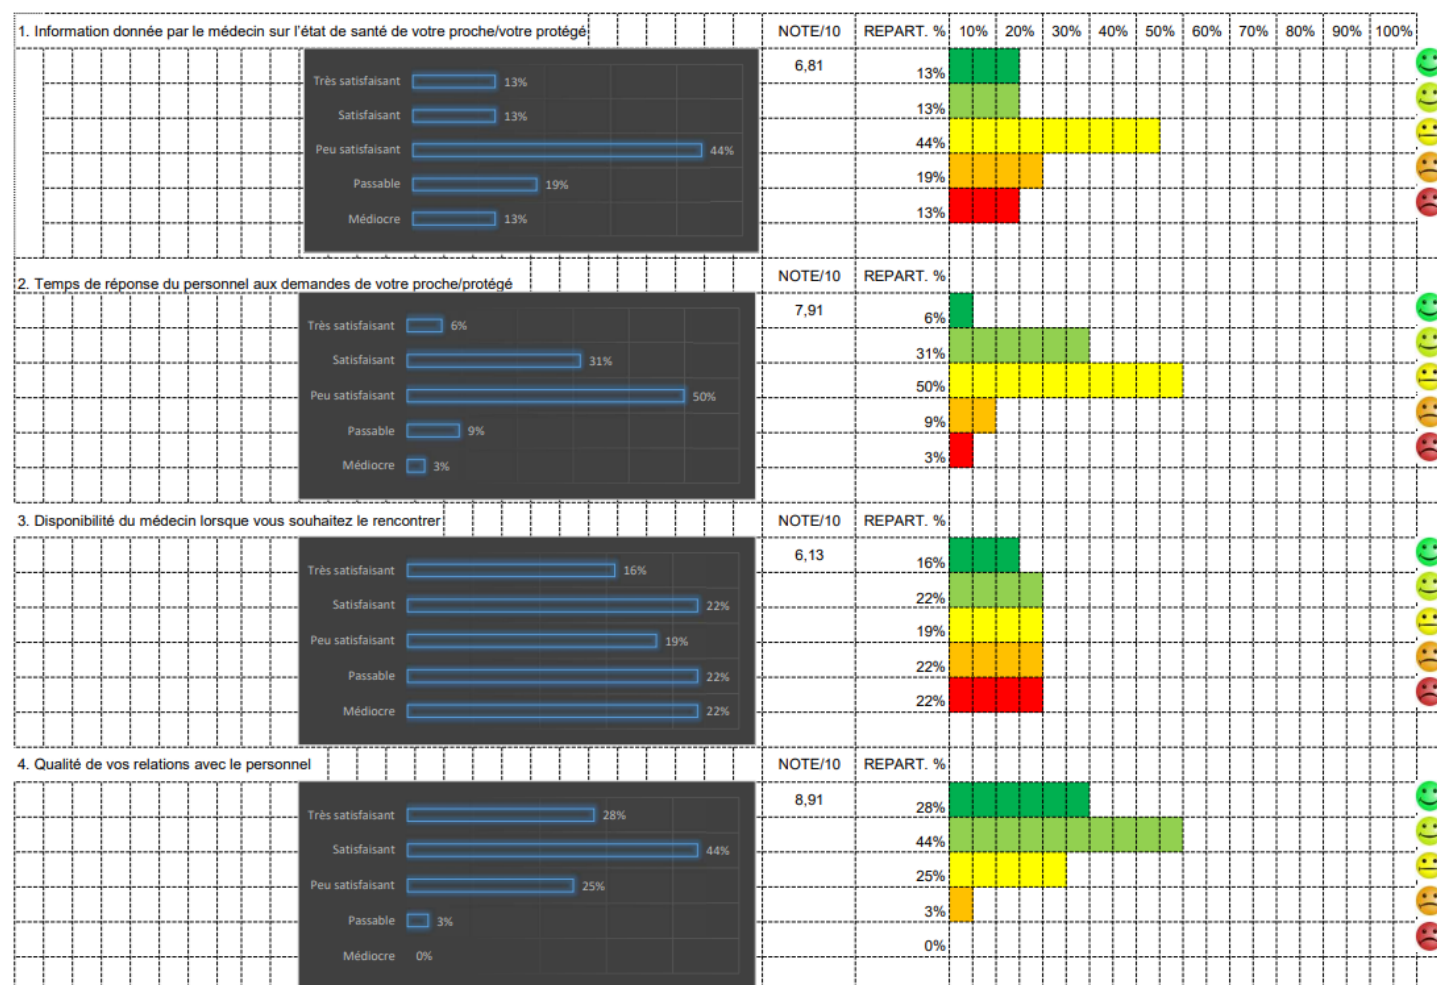 1. Information donnée par le médecin sur l'état de santé de votre proche/votre protégé NOTE/10 REPART. % 10% 20% 30% 40% 50% 60% 70% 80% 90% 100%
6,81
Très satisfaisant 13% 13%
Satisfaisant 13% 13%
Peu satisfaisant 44% 44%
Passable 19% 19%
Médiocre 13% 13%
2. Temps de réponse du personnel aux demandes de votre proche/protégé NOTE/10 REPART. %
7,91
Très satisfaisant 6% 6%
Satisfaisant 31% 31%
Peu satisfaisant 50% 50%
Passable 9% 9%
Médiocre 3% 3%
3. Disponibilité du médecin lorsque vous souhaitez le rencontrer NOTE/10 REPART. %
6,13
Très satisfaisant 16% 16%
Satisfaisant 22% 22%
Peu satisfaisant 19% 19%
Passable 22% 22%
Médiocre 22% 22%
4. Qualité de vos relations avec le personnel NOTE/10 REPART. %
8,91
Très satisfaisant 28% 28%
Satisfaisant 44% 44%
Peu satisfaisant 25% 25%
Passable 3% 3%
Médiocre 0% 0%